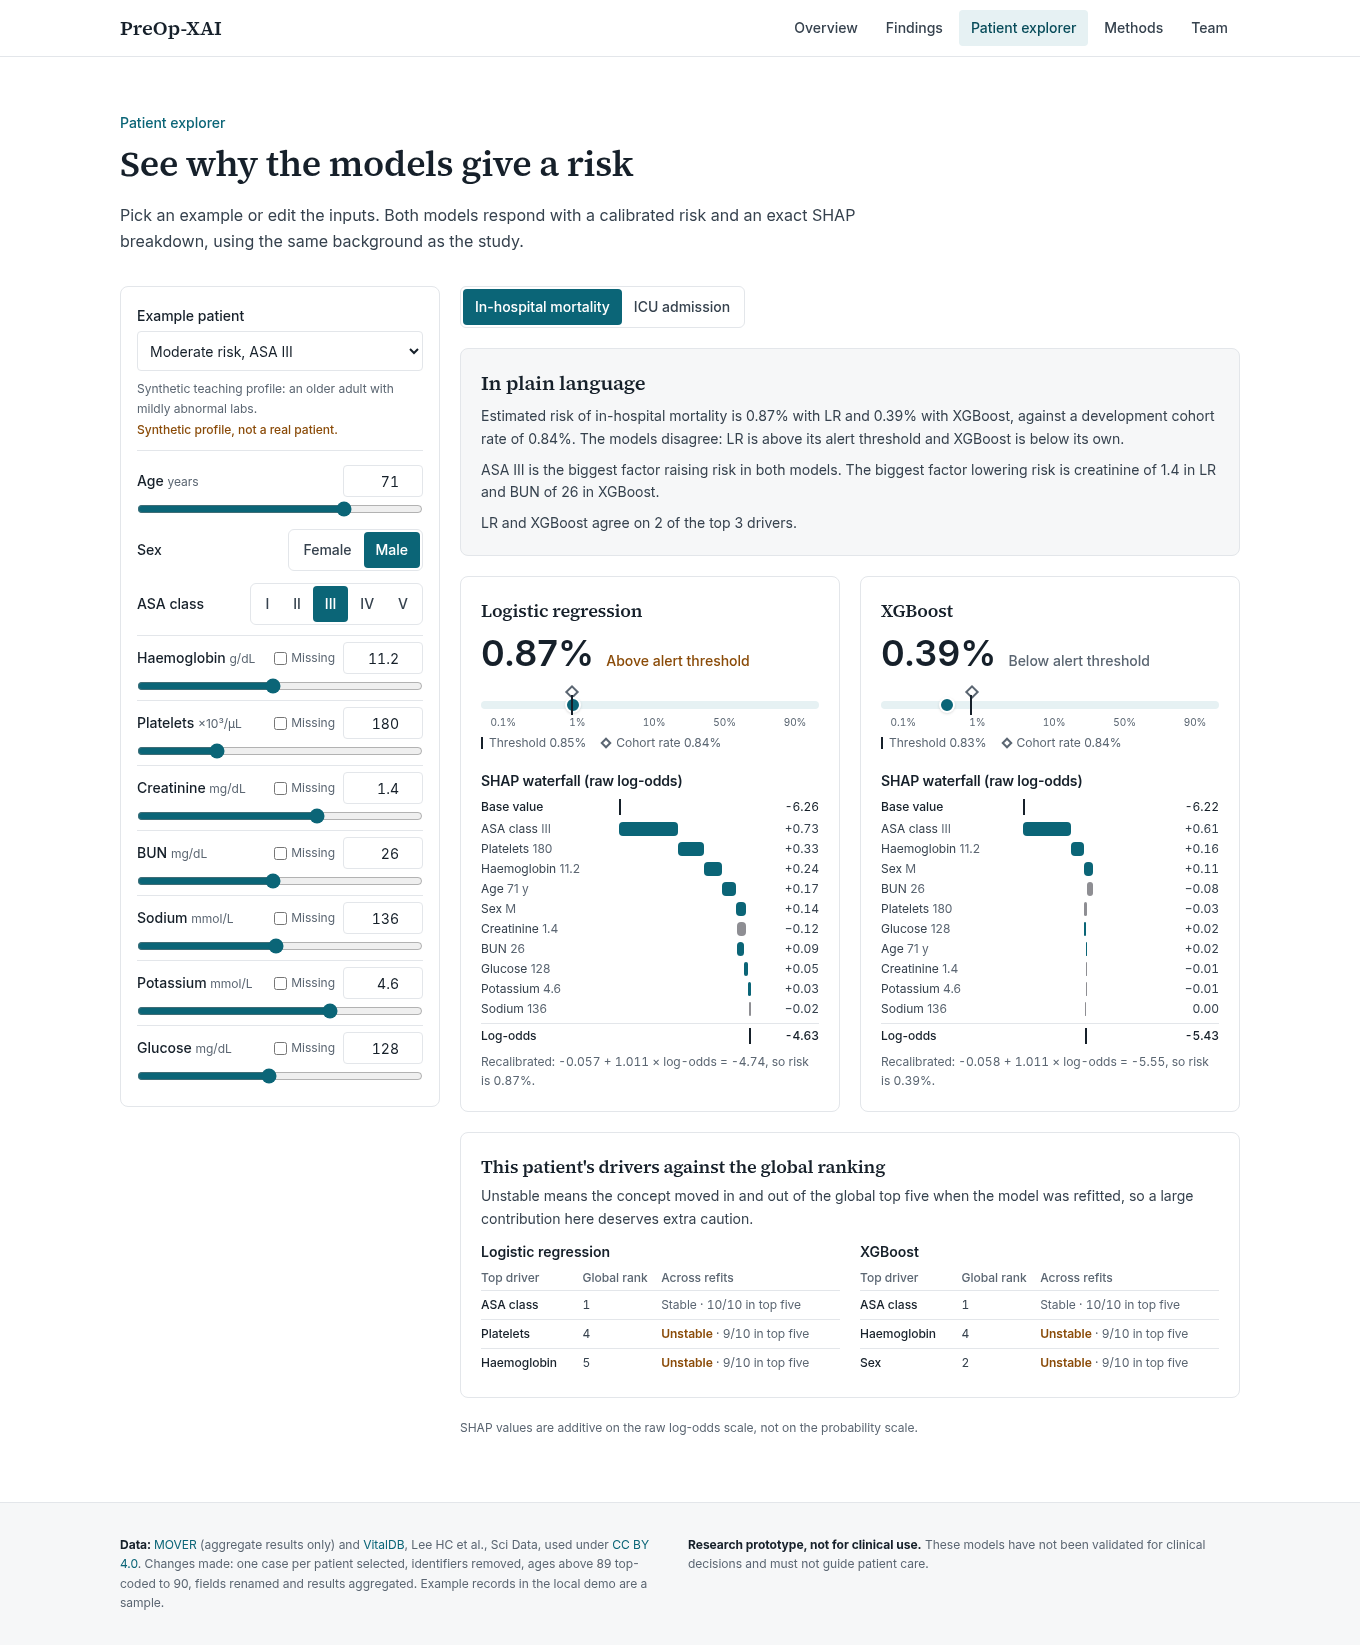 PreOp-XAI
Overview Findings Patient explorer Methods Team
Patient explorer
See why the models give a risk
Pick an example or edit the inputs. Both models respond with a calibrated risk and an exact SHAP
breakdown, using the same background as the study.
Example patient
Moderate risk, ASA III
Synthetic teaching profile: an older adult with
mildly abnormal labs.
Synthetic profile, not a real patient.
Age years 71
Sex Female Male
ASA class I II III IV V
Haemoglobin g/dL Missing 11.2
Platelets ×10³/µL Missing 180
Creatinine mg/dL Missing 1.4
BUN mg/dL Missing 26
Sodium mmol/L Missing 136
Potassium mmol/L Missing 4.6
Glucose mg/dL Missing 128
In-hospital mortality ICU admission
In plain language
Estimated risk of in-hospital mortality is 0.87% with LR and 0.39% with XGBoost, against a development cohort
rate of 0.84%. The models disagree: LR is above its alert threshold and XGBoost is below its own.
ASA III is the biggest factor raising risk in both models. The biggest factor lowering risk is creatinine of 1.4 in LR
and BUN of 26 in XGBoost.
LR and XGBoost agree on 2 of the top 3 drivers.
Logistic regression
0.87% Above alert threshold
0.1% 1% 10% 50% 90%
Threshold 0.85% Cohort rate 0.84%
SHAP waterfall (raw log-odds)
Base value -6.26
ASA class III +0.73
Platelets 180 +0.33
Haemoglobin 11.2 +0.24
Age 71 y +0.17
Sex M +0.14
Creatinine 1.4 −0.12
BUN 26 +0.09
Glucose 128 +0.05
Potassium 4.6 +0.03
Sodium 136 −0.02
Log-odds -4.63
Recalibrated: -0.057 + 1.011 × log-odds = -4.74, so risk
is 0.87%.
XGBoost
0.39% Below alert threshold
0.1% 1% 10% 50% 90%
Threshold 0.83% Cohort rate 0.84%
SHAP waterfall (raw log-odds)
Base value -6.22
ASA class III +0.61
Haemoglobin 11.2 +0.16
Sex M +0.11
BUN 26 −0.08
Platelets 180 −0.03
Glucose 128 +0.02
Age 71 y +0.02
Creatinine 1.4 −0.01
Potassium 4.6 −0.01
Sodium 136 0.00
Log-odds -5.43
Recalibrated: -0.058 + 1.011 × log-odds = -5.55, so risk
is 0.39%.
This patient's drivers against the global ranking
Unstable means the concept moved in and out of the global top five when the model was refitted, so a large
contribution here deserves extra caution.
Logistic regression
Top driver Global rank Across refits
ASA class 1 Stable · 10/10 in top five
Platelets 4 Unstable · 9/10 in top five
Haemoglobin 5 Unstable · 9/10 in top five
XGBoost
Top driver Global rank Across refits
ASA class 1 Stable · 10/10 in top five
Haemoglobin 4 Unstable · 9/10 in top five
Sex 2 Unstable · 9/10 in top five
SHAP values are additive on the raw log-odds scale, not on the probability scale.
Data: MOVER (aggregate results only) and VitalDB, Lee HC et al., Sci Data, used under CC BY
4.0. Changes made: one case per patient selected, identifiers removed, ages above 89 top-
coded to 90, fields renamed and results aggregated. Example records in the local demo are a
sample.
Research prototype, not for clinical use. These models have not been validated for clinical
decisions and must not guide patient care.